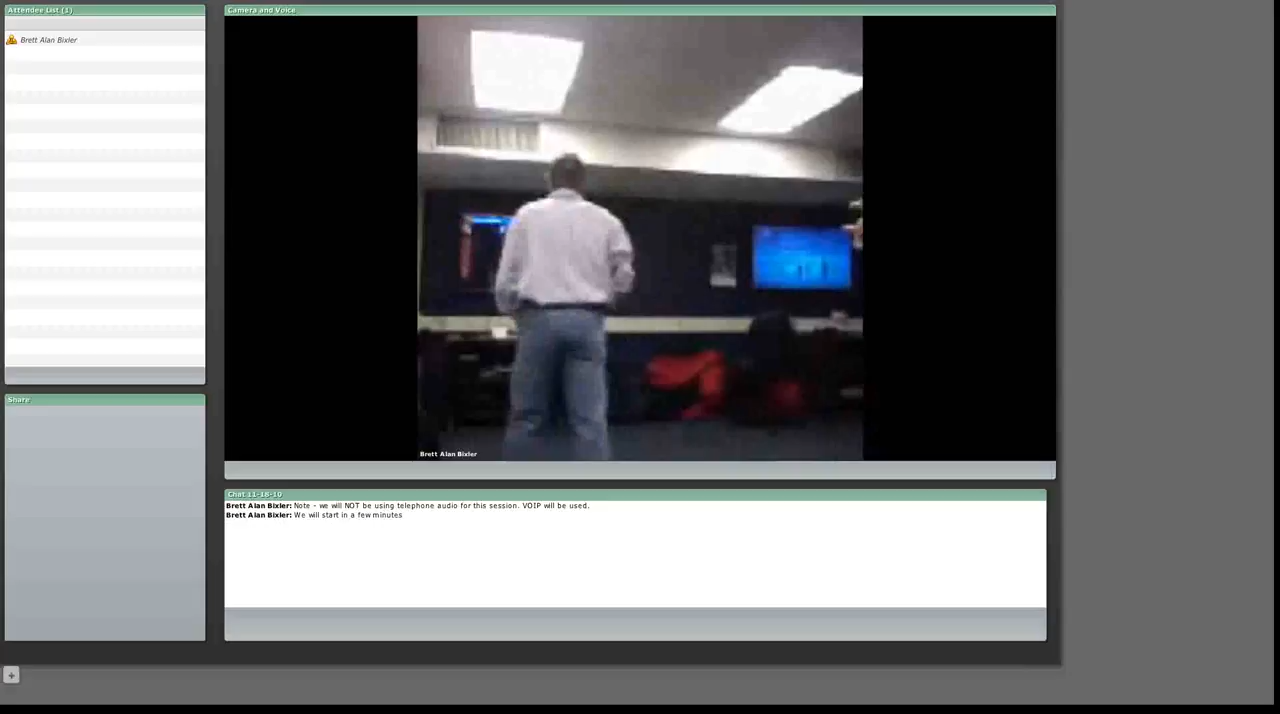 Attendee List (1)
Brett Alan Bixler
Share
Camera and Voice
Brett Alan Bixler
Chat 11-18-10
Brett Alan Bixler: Note - we will NOT be using telephone audio for this session. VOIP will be used.
Brett Alan Bixler: We will start in a few minutes